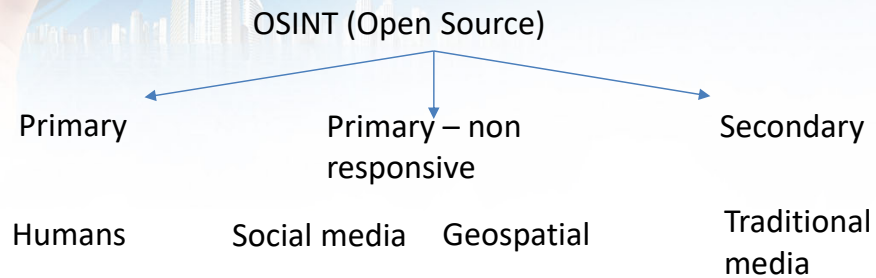 OSINT (Open Source)
Primary
Primary – non
responsive
Secondary
Humans
Social media
Geospatial
Traditional
media